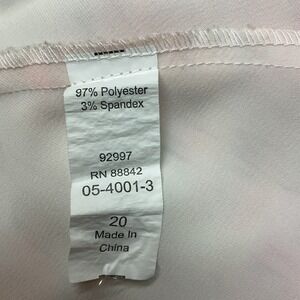 97% Polyester
3% Spandex
92997
RN 88842
05-4001-3
20
Made In
China